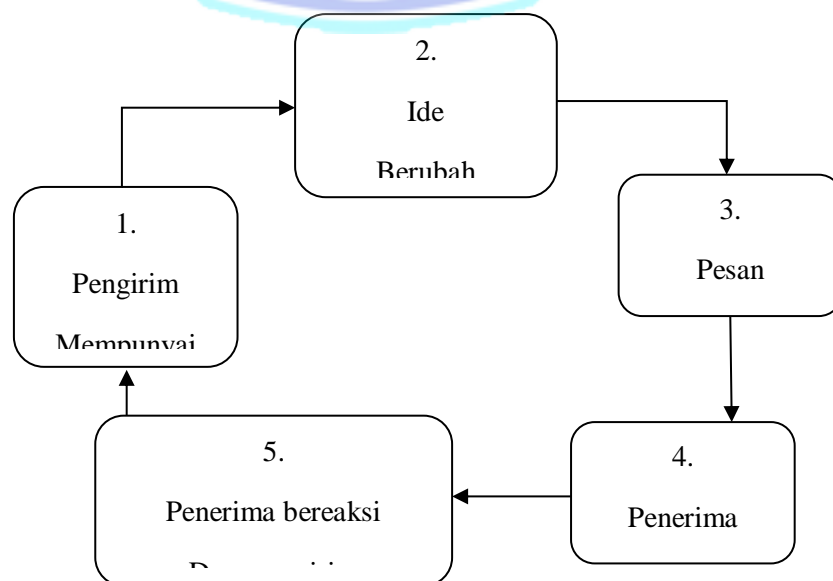 1.
Pengirim
Mempunyai
2.
Ide
Berubah
3.
Pesan
4.
Penerima
5.
Penerima bereaksi